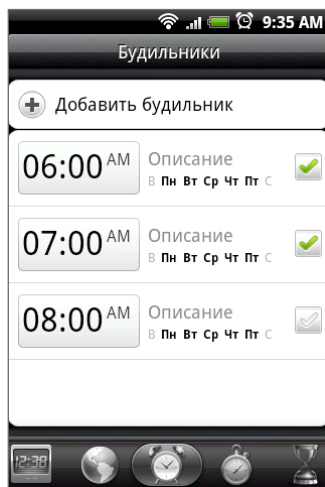 9:35 AM
Будильники
Добавить будильник
06:00 AM Описание
В Пн Вт Ср Чт Пт С
07:00 AM Описание
В Пн Вт Ср Чт Пт С
08:00 AM Описание
В Пн Вт Ср Чт Пт С
12:38